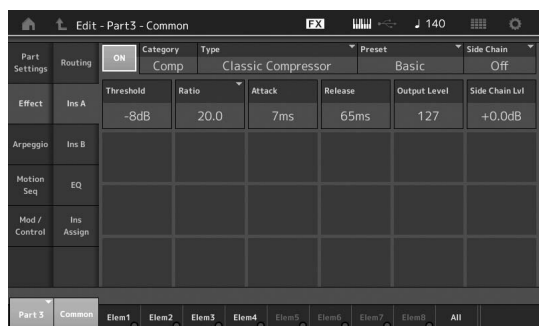 Edit - Part3 - Common FX ♩ 140
Part Settings
Routing
ON
Category
Comp
Type
Classic Compressor
Preset
Basic
Side Chain
Off
Effect
Ins A
Threshold
-8dB
Ratio
20.0
Attack
7ms
Release
65ms
Output Level
127
Side Chain Lvl
+0.0dB
Arpeggio
Ins B
Motion Seq
EQ
Mod / Control
Ins Assign
Part 3
Common
Elem1 Elem2 Elem3 Elem4 Elem5 Elem6 Elem7 Elem8 All